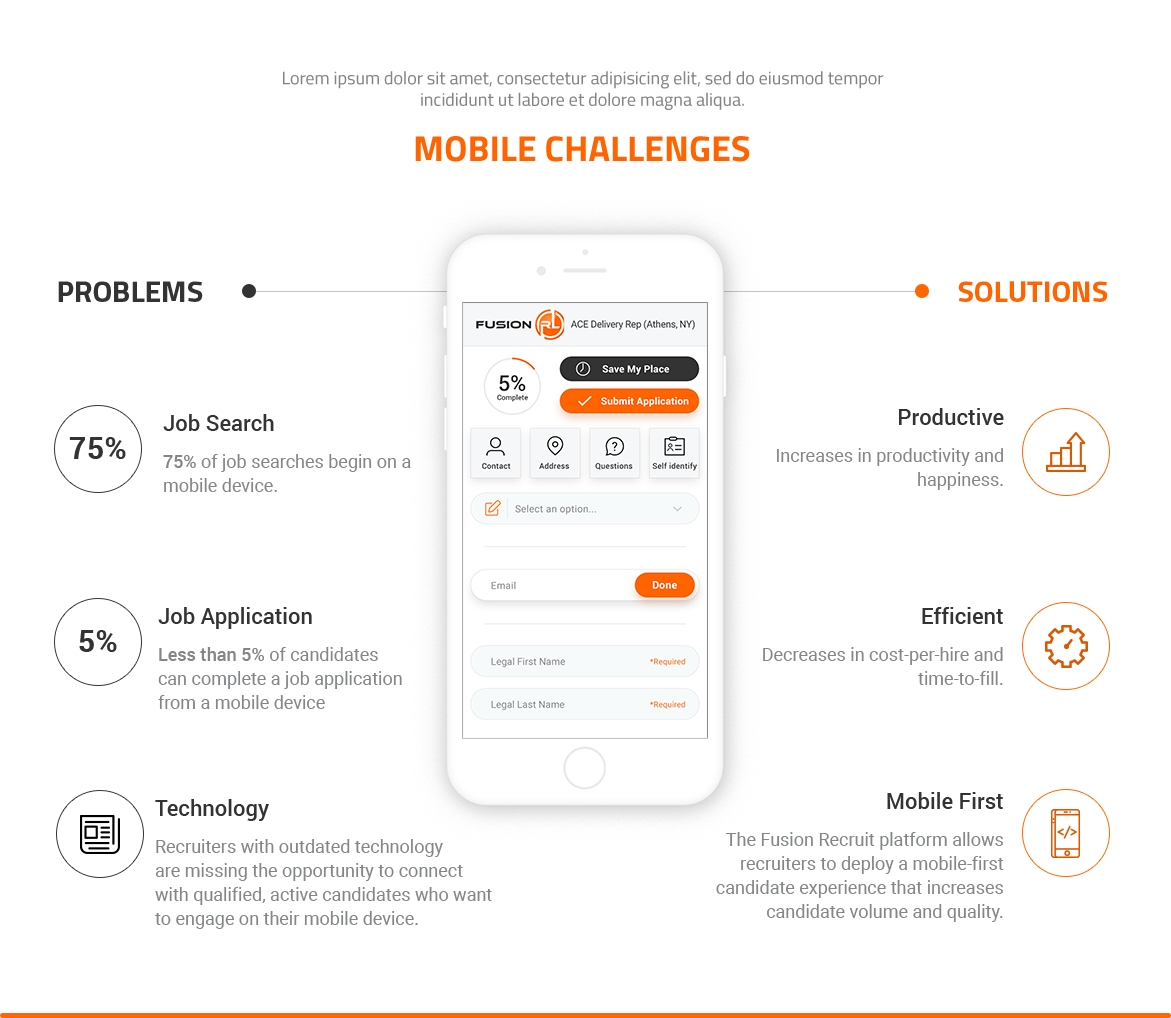 Lorem ipsum dolor sit amet, consectetur adipisicing elit, sed do eiusmod tempor
incididunt ut labore et dolore magna aliqua.
MOBILE CHALLENGES
PROBLEMS
SOLUTIONS
75%
Job Search
75% of job searches begin on a
mobile device.
5%
Job Application
Less than 5% of candidates
can complete a job application
from a mobile device
Technology
Recruiters with outdated technology
are missing the opportunity to connect
with qualified, active candidates who want
to engage on their mobile device.
FUSION RL ACE Delivery Rep (Athens, NY)
5%
Complete
Save My Place
Submit Application
Contact
Address
?
Questions
Self identify
Select an option...
Email
Done
Legal First Name *Required
Legal Last Name *Required
Productive
Increases in productivity and
happiness.
Efficient
Decreases in cost-per-hire and
time-to-fill.
Mobile First
The Fusion Recruit platform allows
recruiters to deploy a mobile-first
candidate experience that increases
candidate volume and quality.
</>